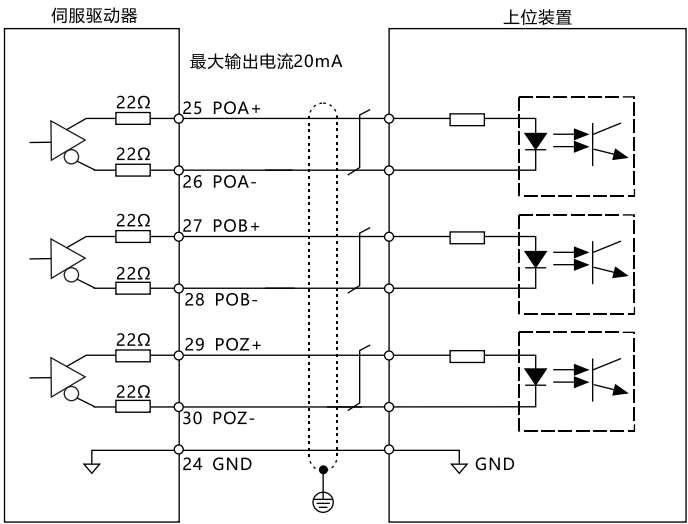 伺服驱动器
上位装置
最大输出电流20mA
22Ω
25 POA+
22Ω
26 POA-
22Ω
27 POB+
22Ω
28 POB-
22Ω
29 POZ+
22Ω
30 POZ-
24 GND
GND